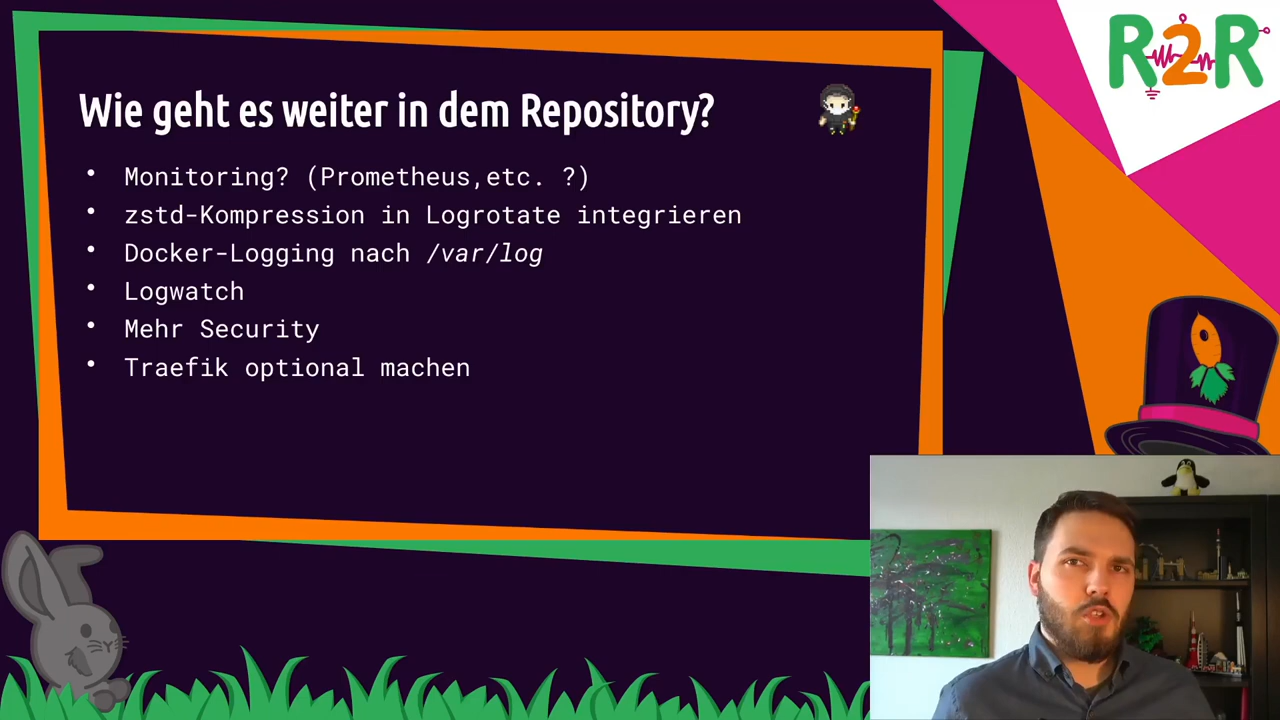 R2R
Wie geht es weiter in dem Repository?
• Monitoring? (Prometheus,etc. ?)
• zstd-Kompression in Logrotate integrieren
• Docker-Logging nach /var/log
• Logwatch
• Mehr Security
• Traefik optional machen